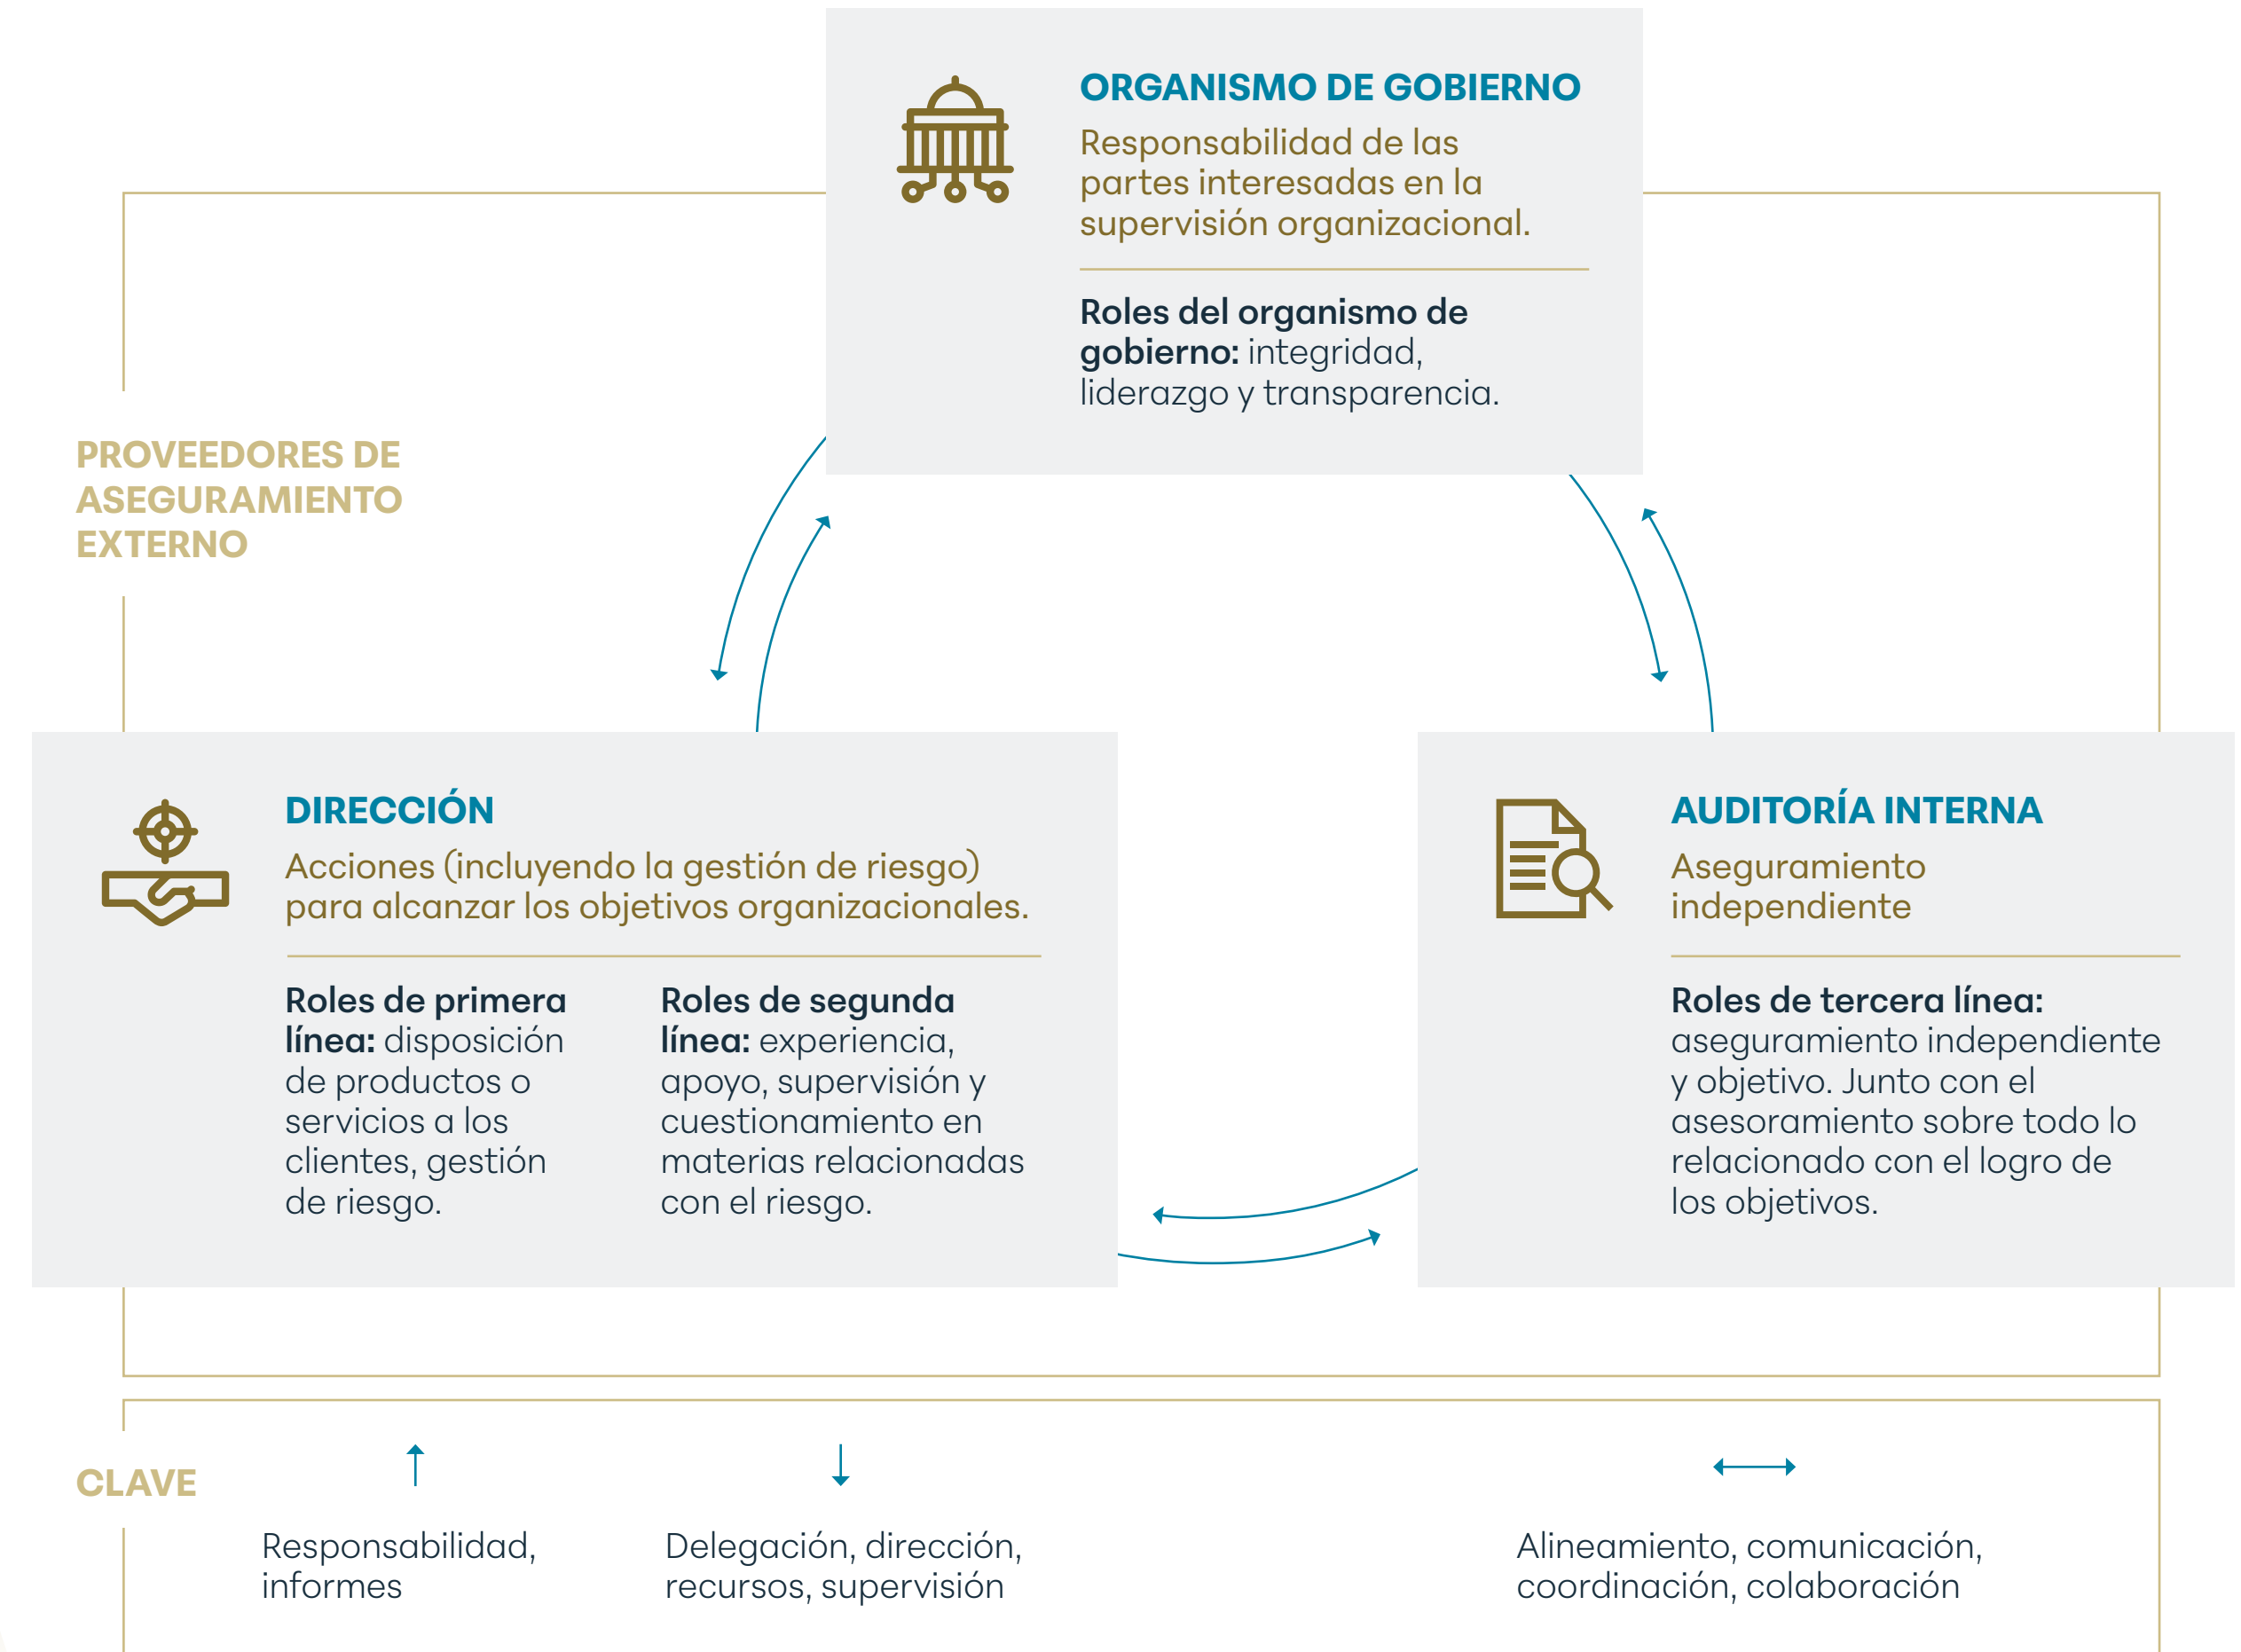 ORGANISMO DE GOBIERNO
Responsabilidad de las
partes interesadas en la
supervisión organizacional.
Roles del organismo de
gobierno: integridad,
liderazgo y transparencia.
PROVEEDORES DE
ASEGURAMIENTO
EXTERNO
DIRECCIÓN
Acciones (incluyendo la gestión de riesgo)
para alcanzar los objetivos organizacionales.
Roles de primera
línea: disposición
de productos o
servicios a los
clientes, gestión
de riesgo.
Roles de segunda
línea: experiencia,
apoyo, supervisión y
cuestionamiento en
materias relacionadas
con el riesgo.
AUDITORÍA INTERNA
Aseguramiento
independiente
Roles de tercera línea:
aseguramiento independiente
y objetivo. Junto con el
asesoramiento sobre todo lo
relacionado con el logro de
los objetivos.
CLAVE
Responsabilidad,
informes
Delegación, dirección,
recursos, supervisión
Alineamiento, comunicación,
coordinación, colaboración